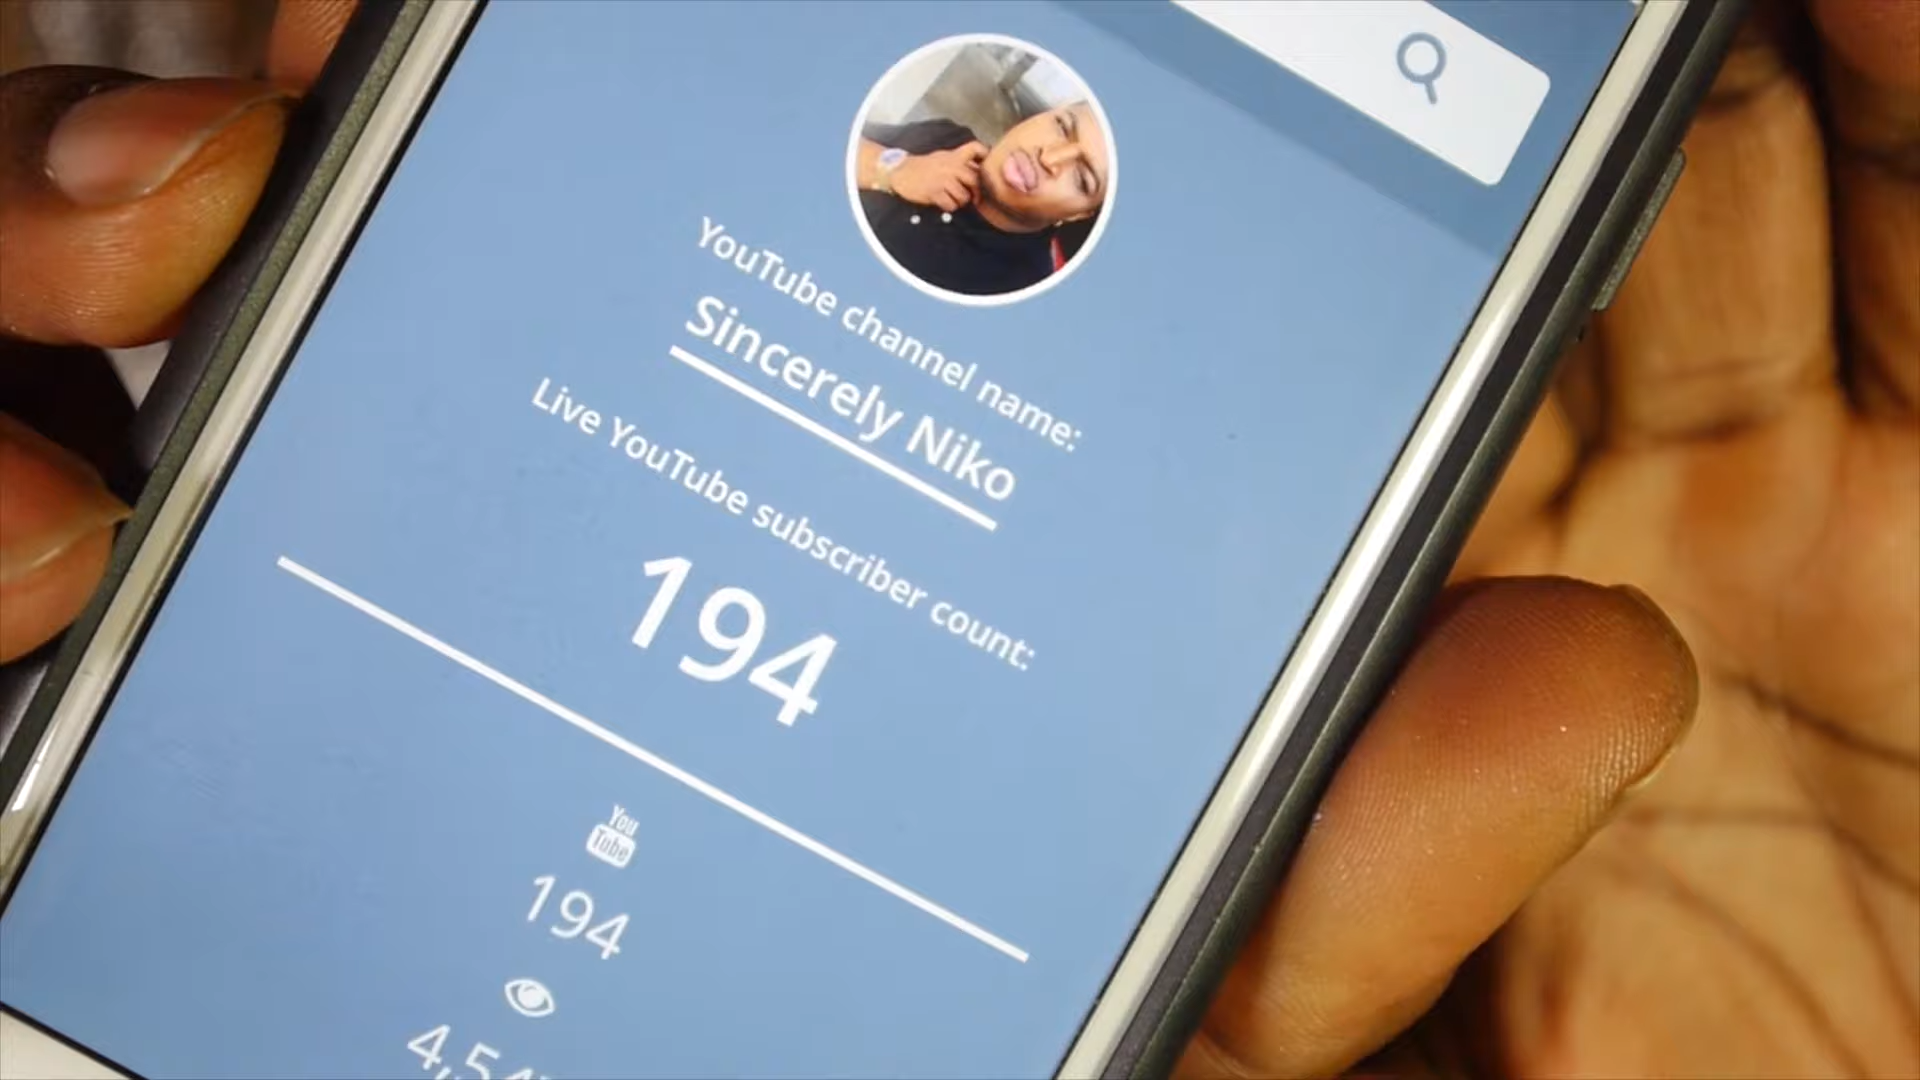 YouTube channel name:
Sincerely Niko
Live YouTube subscriber count:
194
You
Tube
194